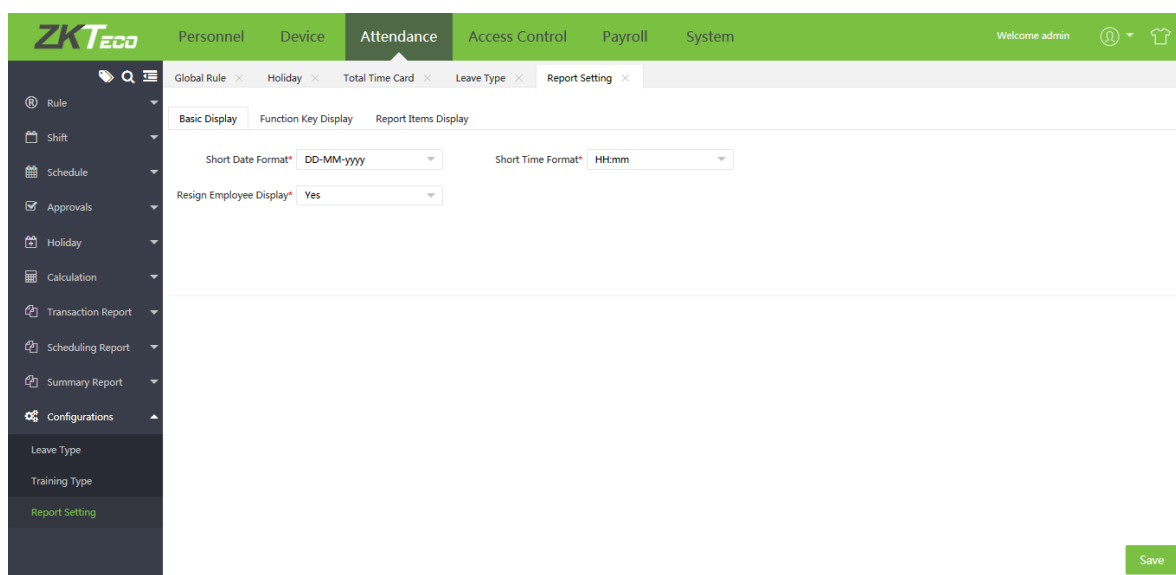 ZKTeco
Personnel Device Attendance Access Control Payroll System Welcome admin
Global Rule Holiday Total Time Card Leave Type Report Setting
Rule
Shift
Schedule
Approvals
Holiday
Calculation
Transaction Report
Scheduling Report
Summary Report
Configurations
Leave Type
Training Type
Report Setting
Basic Display Function Key Display Report Items Display
Short Date Format* DD-MM-yyyy Short Time Format* HH:mm
Resign Employee Display* Yes
Save